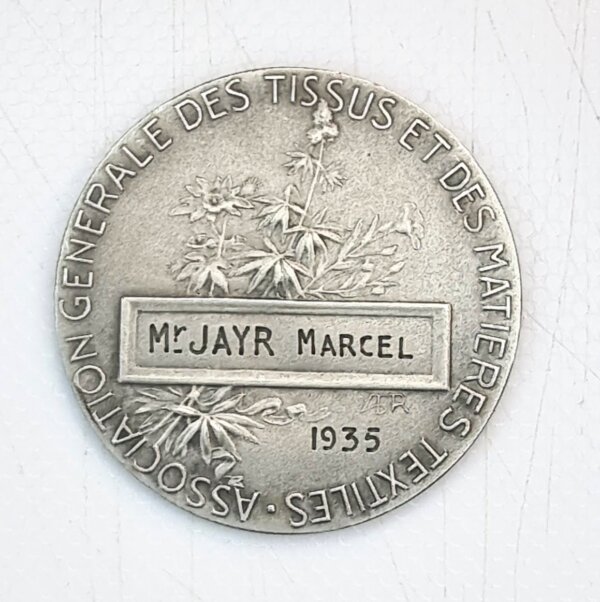 ASSOCIATION GENERALE DES TISSUS ET DES MATIERES TEXTILES •
Mr JAYR MARCEL
1935